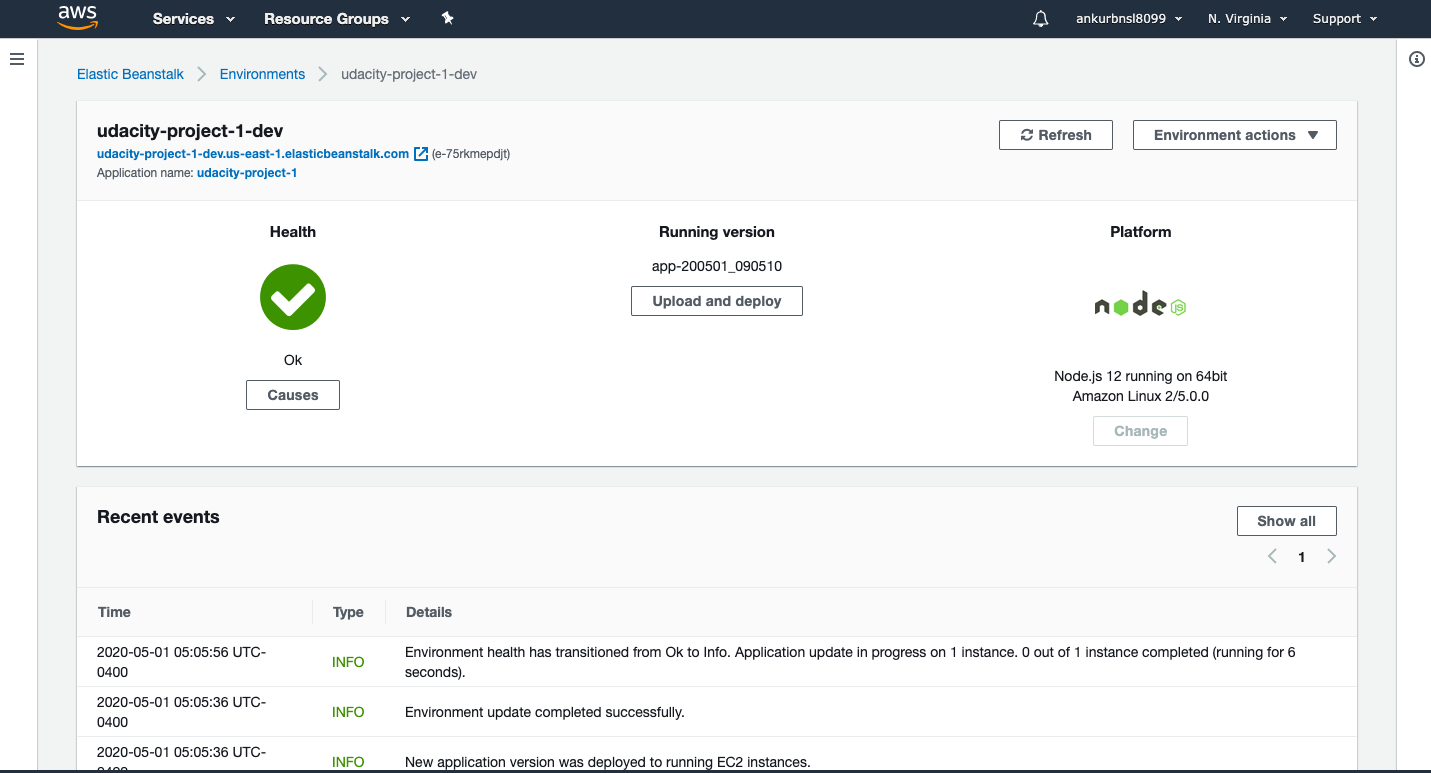 aws
Services
Resource Groups
ankurbnsl8099
N. Virginia
Support
Elastic Beanstalk
Environments
udacity-project-1-dev
udacity-project-1-dev
Refresh
Environment actions
udacity-project-1-dev.us-east-1.elasticbeanstalk.com (e-75rkmepdjt)
Application name: udacity-project-1
Health
Ok
Causes
Running version
app-200501_090510
Upload and deploy
Platform
node JS
Node.js 12 running on 64bit
Amazon Linux 2/5.0.0
Change
Recent events
Show all
1
Time
Type
Details
2020-05-01 05:05:56 UTC-
0400
INFO
Environment health has transitioned from Ok to Info. Application update in progress on 1 instance. 0 out of 1 instance completed (running for 6
seconds).
2020-05-01 05:05:36 UTC-
0400
INFO
Environment update completed successfully.
2020-05-01 05:05:36 UTC-
INFO
New application version was deployed to running EC2 instances.